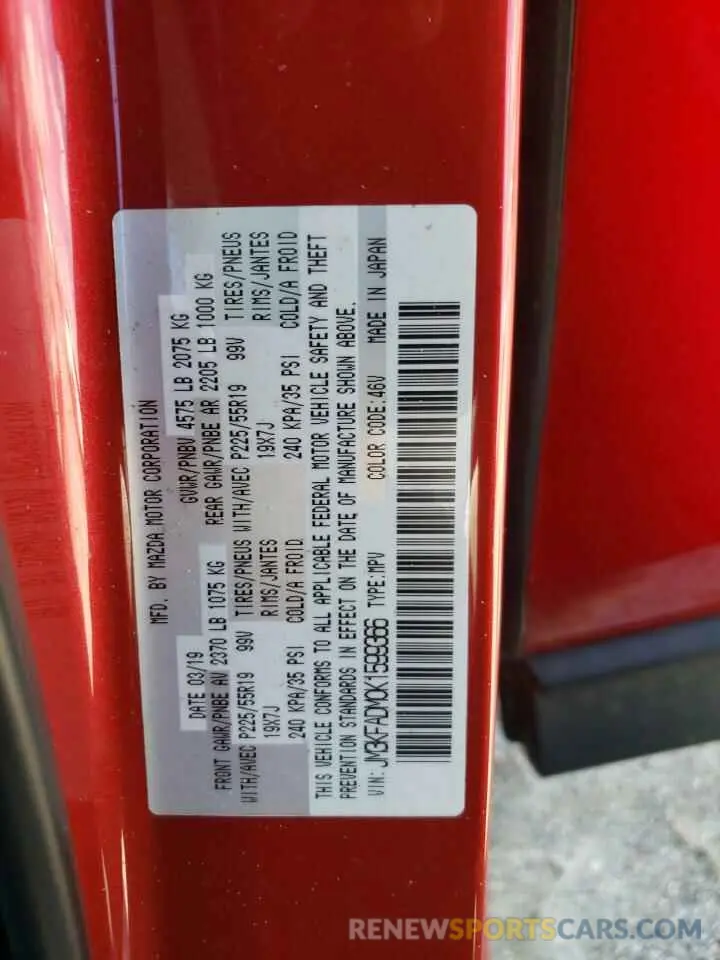 MFD. BY MAZDA MOTOR CORPORATION
DATE 03/19 GVWR/PNBV 4575 LB 2075 KG
FRONT GAWR/PNBE AV 2370 LB 1075 KG REAR GAWR/PNBE AR 2205 LB 1000 KG
WITH/AVEC P225/55R19 99V TIRES/PNEUS WITH/AVEC P225/55R19 99V TIRES/PNEUS
19X7J RIMS/JANTES 19X7J RIMS/JANTES
240 KPA/35 PSI COLD/A FROID 240 KPA/35 PSI COLD/A FROID
THIS VEHICLE CONFORMS TO ALL APPLICABLE FEDERAL MOTOR VEHICLE SAFETY AND THEFT
PREVENTION STANDARDS IN EFFECT ON THE DATE OF MANUFACTURE SHOWN ABOVE.
VIN: JM3KFADM0K1599366 TYPE:MPV COLOR CODE:46V MADE IN JAPAN
RENEWSPORTSCARS.COM